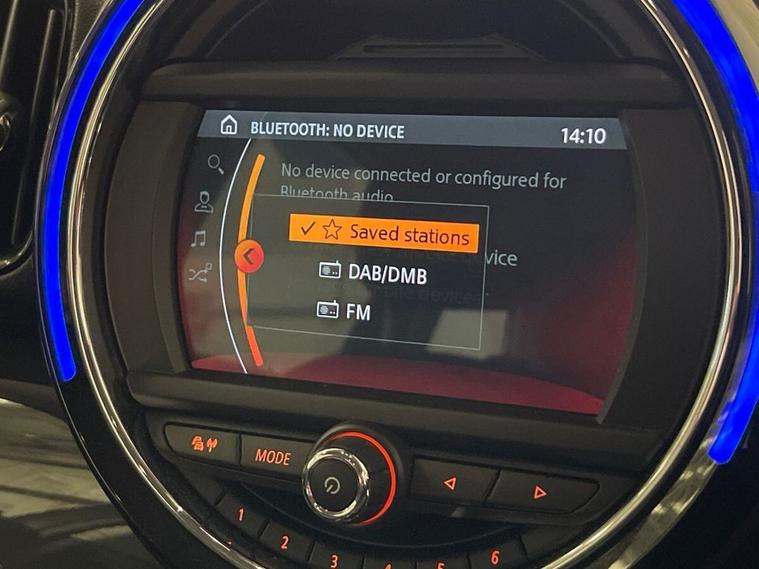 BLUETOOTH: NO DEVICE 14:10
No device connected or configured for
Bluetooth audio.
✓ ☆ Saved stations
vice
DAB/DMB
devices.
FM
MODE
1 2 3 4 5 6